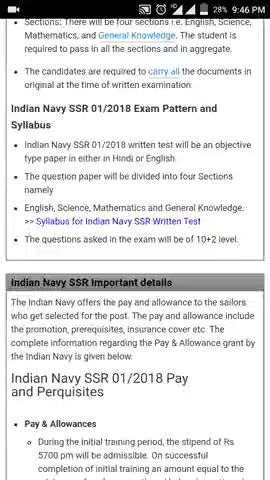 HD 28% 9:46 PM
Sections: There will be four sections i.e. English, Science,
Mathematics, and General Knowledge. The student is
required to pass in all the sections and in aggregate.
The candidates are required to carry all the documents in
original at the time of written examination.
Indian Navy SSR 01/2018 Exam Pattern and
Syllabus
Indian Navy SSR 01/2018 written test will be an objective
type paper in either in Hindi or English.
The question paper will be divided into four Sections
namely
English, Science, Mathematics and General Knowledge.
>> Syllabus for Indian Navy SSR Written Test
The questions asked in the exam will be of 10+2 level.
Indian Navy SSR Important details
The Indian Navy offers the pay and allowance to the sailors
who get selected for the post. The pay and allowance include
the promotion, prerequisites, insurance cover etc. The
complete information regarding the Pay & Allowance grant by
the Indian Navy is given below.
Indian Navy SSR 01/2018 Pay
and Perquisites
Pay & Allowances
During the initial training period, the stipend of Rs.
5700 pm will be admissible. On successful
completion of initial training an amount equal to the